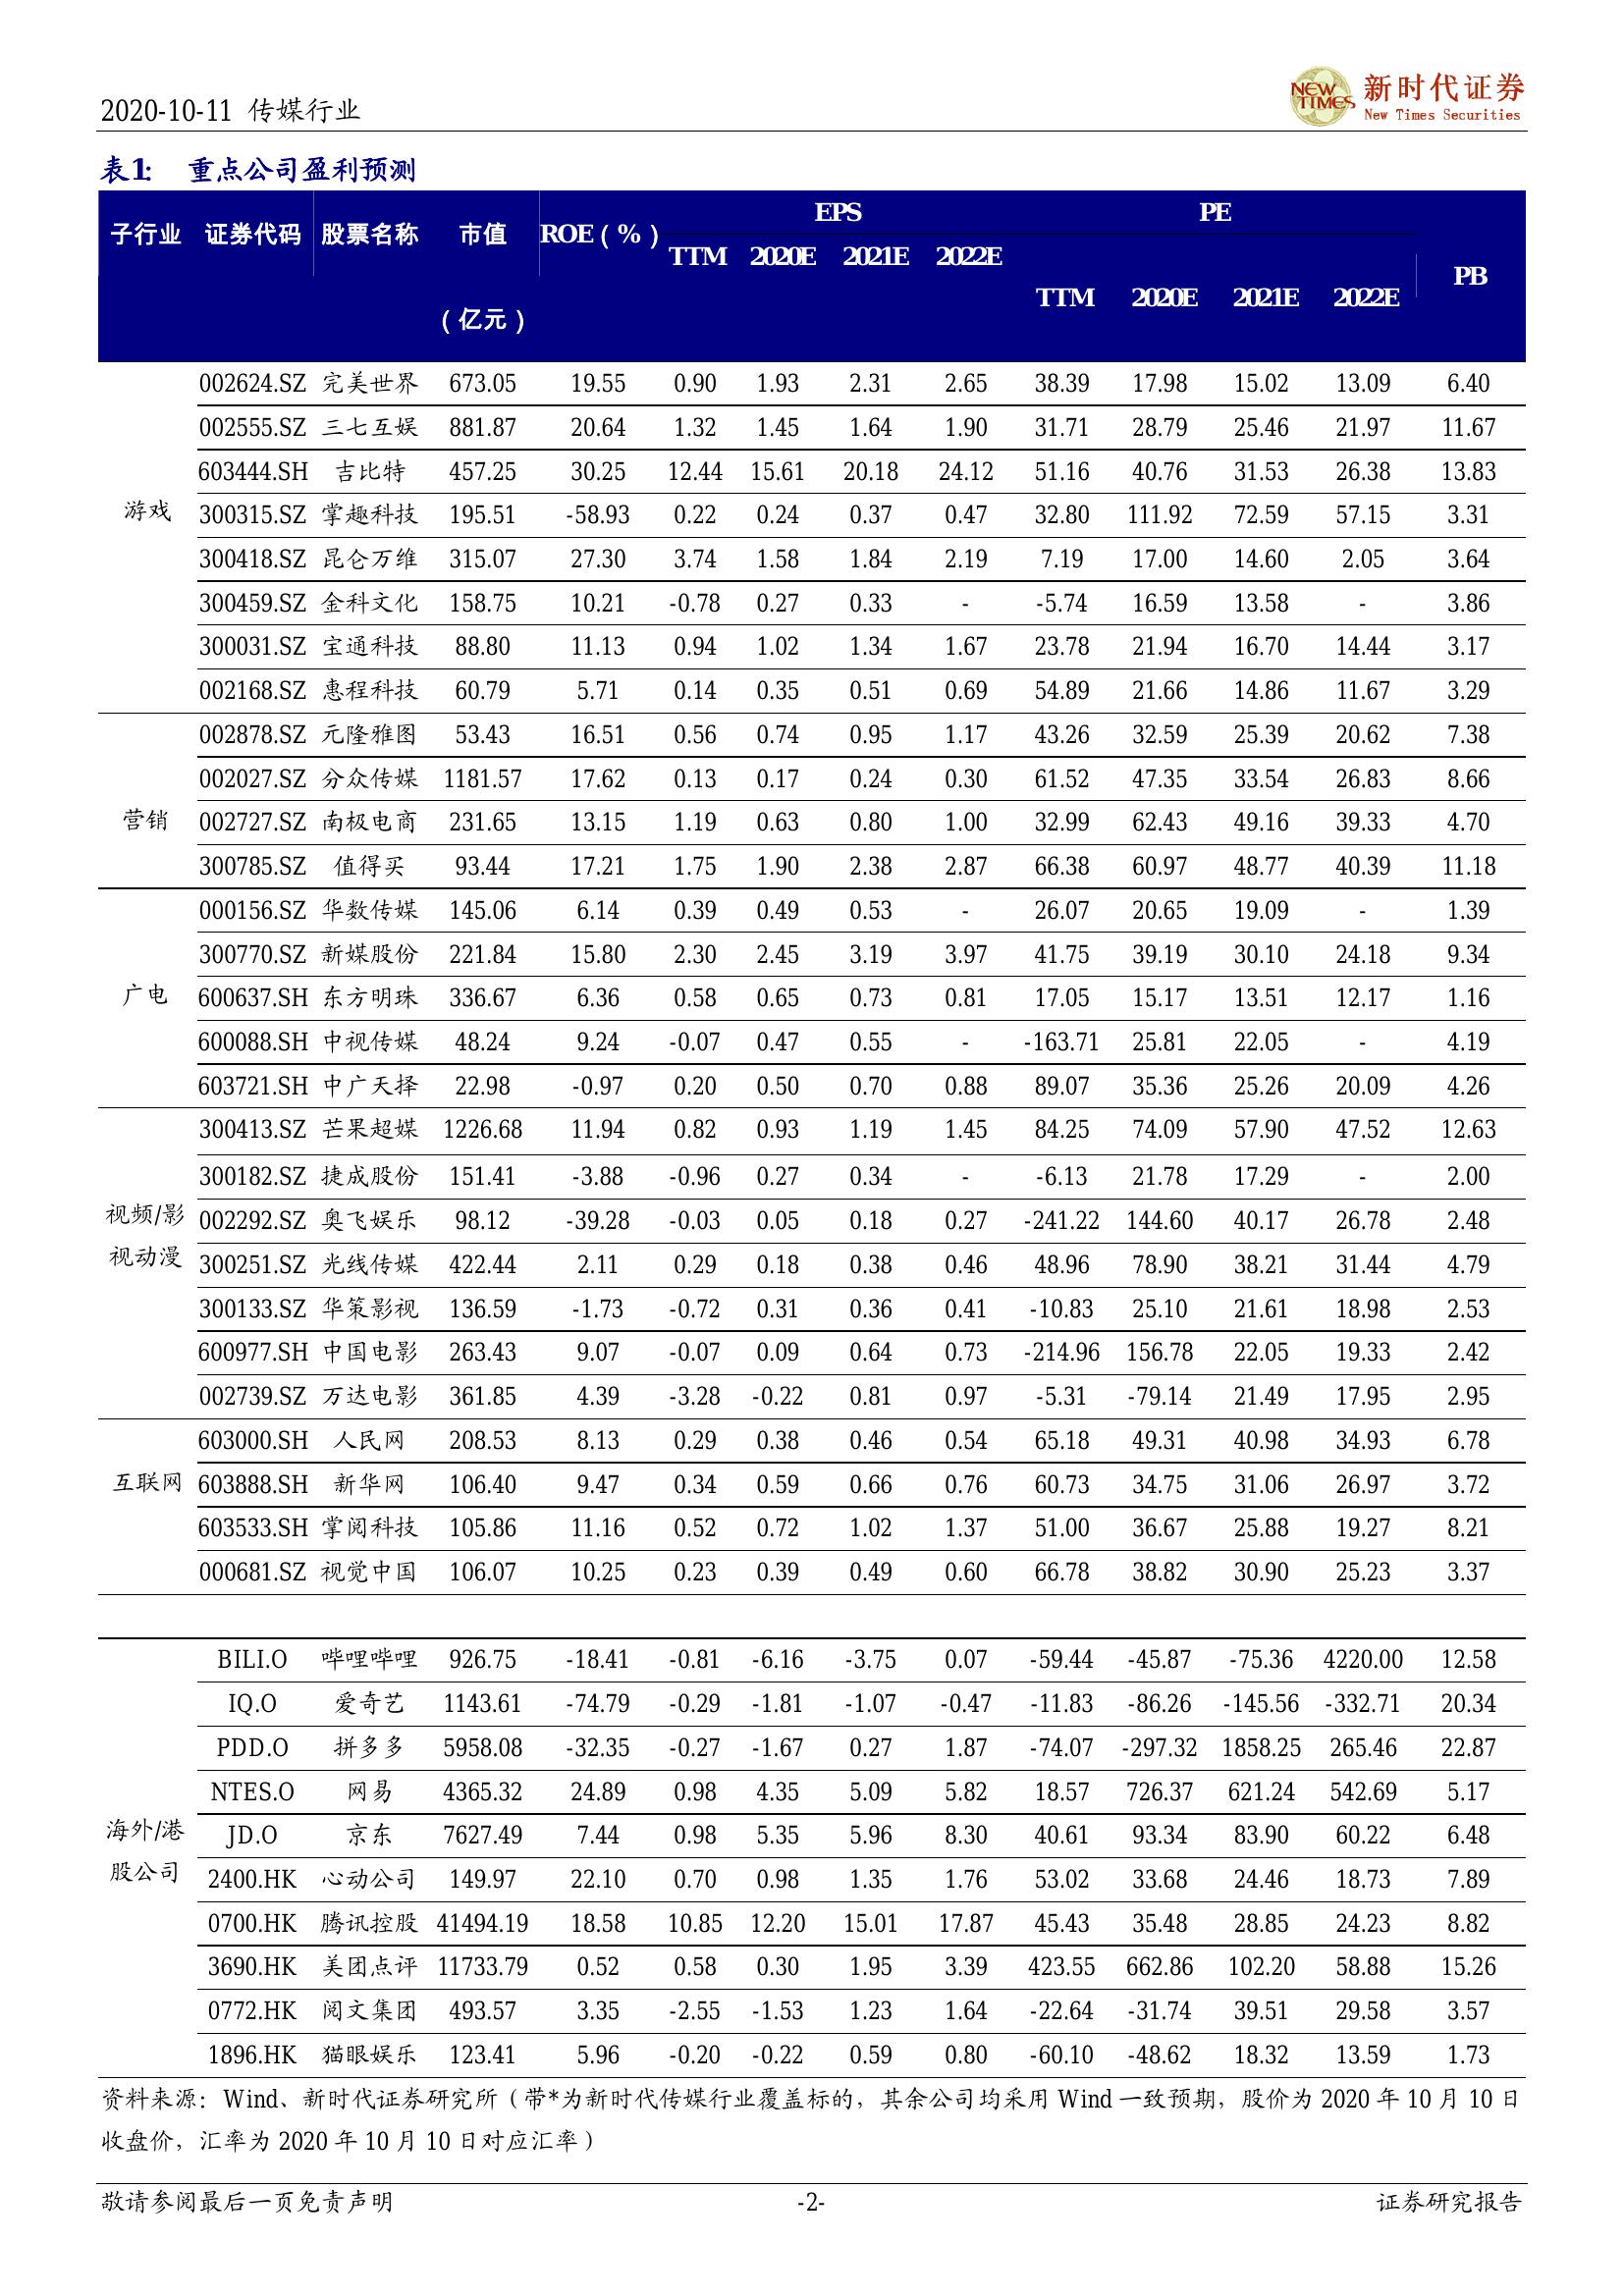 2020-10-11 传媒行业
NEW TIMES 新时代证券
New Times Securities
表1: 重点公司盈利预测
子行业 证券代码 股票名称 市值 ROE(%) EPS PE PB
TTM 2020E 2021E 2022E
TTM 2020E 2021E 2022E
(亿元)
002624.SZ 完美世界 673.05 19.55 0.90 1.93 2.31 2.65 38.39 17.98 15.02 13.09 6.40
002555.SZ 三七互娱 881.87 20.64 1.32 1.45 1.64 1.90 31.71 28.79 25.46 21.97 11.67
603444.SH 吉比特 457.25 30.25 12.44 15.61 20.18 24.12 51.16 40.76 31.53 26.38 13.83
游戏 300315.SZ 掌趣科技 195.51 -58.93 0.22 0.24 0.37 0.47 32.80 111.92 72.59 57.15 3.31
300418.SZ 昆仑万维 315.07 27.30 3.74 1.58 1.84 2.19 7.19 17.00 14.60 2.05 3.64
300459.SZ 金科文化 158.75 10.21 -0.78 0.27 0.33 - -5.74 16.59 13.58 - 3.86
300031.SZ 宝通科技 88.80 11.13 0.94 1.02 1.34 1.67 23.78 21.94 16.70 14.44 3.17
002168.SZ 惠程科技 60.79 5.71 0.14 0.35 0.51 0.69 54.89 21.66 14.86 11.67 3.29
002878.SZ 元隆雅图 53.43 16.51 0.56 0.74 0.95 1.17 43.26 32.59 25.39 20.62 7.38
002027.SZ 分众传媒 1181.57 17.62 0.13 0.17 0.24 0.30 61.52 47.35 33.54 26.83 8.66
营销 002727.SZ 南极电商 231.65 13.15 1.19 0.63 0.80 1.00 32.99 62.43 49.16 39.33 4.70
300785.SZ 值得买 93.44 17.21 1.75 1.90 2.38 2.87 66.38 60.97 48.77 40.39 11.18
000156.SZ 华数传媒 145.06 6.14 0.39 0.49 0.53 - 26.07 20.65 19.09 - 1.39
300770.SZ 新媒股份 221.84 15.80 2.30 2.45 3.19 3.97 41.75 39.19 30.10 24.18 9.34
广电 600637.SH 东方明珠 336.67 6.36 0.58 0.65 0.73 0.81 17.05 15.17 13.51 12.17 1.16
600088.SH 中视传媒 48.24 9.24 -0.07 0.47 0.55 - -163.71 25.81 22.05 - 4.19
603721.SH 中广天择 22.98 -0.97 0.20 0.50 0.70 0.88 89.07 35.36 25.26 20.09 4.26
300413.SZ 芒果超媒 1226.68 11.94 0.82 0.93 1.19 1.45 84.25 74.09 57.90 47.52 12.63
300182.SZ 捷成股份 151.41 -3.88 -0.96 0.27 0.34 - -6.13 21.78 17.29 - 2.00
视频/影 002292.SZ 奥飞娱乐 98.12 -39.28 -0.03 0.05 0.18 0.27 -241.22 144.60 40.17 26.78 2.48
视动漫 300251.SZ 光线传媒 422.44 2.11 0.29 0.18 0.38 0.46 48.96 78.90 38.21 31.44 4.79
300133.SZ 华策影视 136.59 -1.73 -0.72 0.31 0.36 0.41 -10.83 25.10 21.61 18.98 2.53
600977.SH 中国电影 263.43 9.07 -0.07 0.09 0.64 0.73 -214.96 156.78 22.05 19.33 2.42
002739.SZ 万达电影 361.85 4.39 -3.28 -0.22 0.81 0.97 -5.31 -79.14 21.49 17.95 2.95
603000.SH 人民网 208.53 8.13 0.29 0.38 0.46 0.54 65.18 49.31 40.98 34.93 6.78
互联网 603888.SH 新华网 106.40 9.47 0.34 0.59 0.66 0.76 60.73 34.75 31.06 26.97 3.72
603533.SH 掌阅科技 105.86 11.16 0.52 0.72 1.02 1.37 51.00 36.67 25.88 19.27 8.21
000681.SZ 视觉中国 106.07 10.25 0.23 0.39 0.49 0.60 66.78 38.82 30.90 25.23 3.37
BILI.O 哔哩哔哩 926.75 -18.41 -0.81 -6.16 -3.75 0.07 -59.44 -45.87 -75.36 4220.00 12.58
IQ.O 爱奇艺 1143.61 -74.79 -0.29 -1.81 -1.07 -0.47 -11.83 -86.26 -145.56 -332.71 20.34
PDD.O 拼多多 5958.08 -32.35 -0.27 -1.67 0.27 1.87 -74.07 -297.32 1858.25 265.46 22.87
NTES.O 网易 4365.32 24.89 0.98 4.35 5.09 5.82 18.57 726.37 621.24 542.69 5.17
海外/港 JD.O 京东 7627.49 7.44 0.98 5.35 5.96 8.30 40.61 93.34 83.90 60.22 6.48
股公司 2400.HK 心动公司 149.97 22.10 0.70 0.98 1.35 1.76 53.02 33.68 24.46 18.73 7.89
0700.HK 腾讯控股 41494.19 18.58 10.85 12.20 15.01 17.87 45.43 35.48 28.85 24.23 8.82
3690.HK 美团点评 11733.79 0.52 0.58 0.30 1.95 3.39 423.55 662.86 102.20 58.88 15.26
0772.HK 阅文集团 493.57 3.35 -2.55 -1.53 1.23 1.64 -22.64 -31.74 39.51 29.58 3.57
1896.HK 猫眼娱乐 123.41 5.96 -0.20 -0.22 0.59 0.80 -60.10 -48.62 18.32 13.59 1.73
资料来源：Wind、新时代证券研究所（带*为新时代传媒行业覆盖标的，其余公司均采用 Wind 一致预期，股价为 2020 年 10 月 10 日
收盘价，汇率为 2020 年 10 月 10 日对应汇率）
敬请参阅最后一页免责声明 -2- 证券研究报告